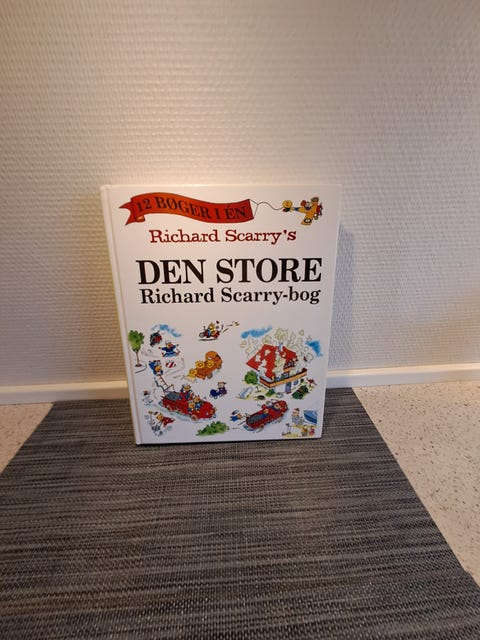 12 BØGER I ÉN
Richard Scarry's
DEN STORE
Richard Scarry-bog